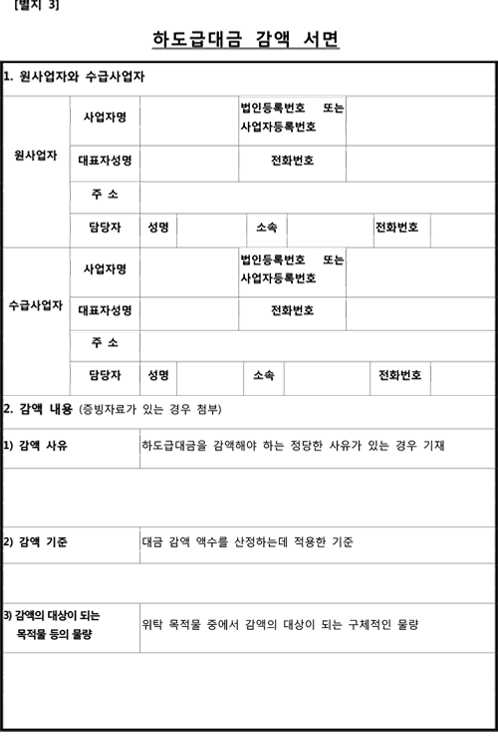 [별지 3]
하도급대금 감액 서면
1. 원사업자와 수급사업자
원사업자
사업자명
법인등록번호 또는
사업자등록번호
대표자성명
전화번호
주 소
담당자
성명
소속
전화번호
수급사업자
사업자명
법인등록번호 또는
사업자등록번호
대표자성명
전화번호
주 소
담당자
성명
소속
전화번호
2. 감액 내용 (증빙자료가 있는 경우 첨부)
1) 감액 사유
하도급대금을 감액해야 하는 정당한 사유가 있는 경우 기재
2) 감액 기준
대금 감액 액수를 산정하는데 적용한 기준
3) 감액의 대상이 되는
목적물 등의 물량
위탁 목적물 중에서 감액의 대상이 되는 구체적인 물량